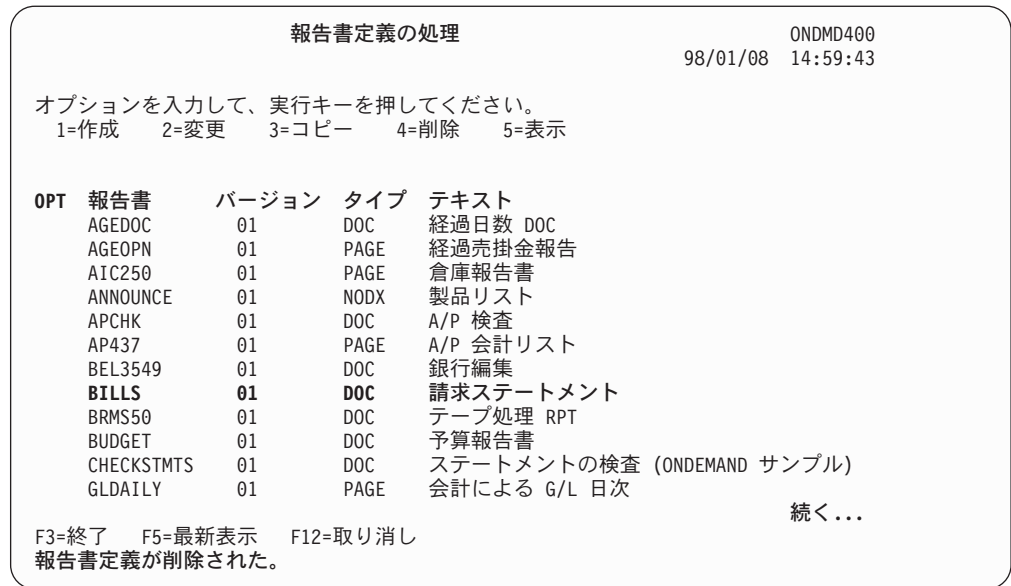 報告書定義の処理 ONDMD400
98/01/08 14:59:43
オプションを入力して、実行キーを押してください。
1=作成 2=変更 3=コピー 4=削除 5=表示
OPT 報告書 バージョン タイプ テキスト
AGEDOC 01 DOC 経過日数 DOC
AGEOPN 01 PAGE 経過売掛金報告
AIC250 01 PAGE 倉庫報告書
ANNOUNCE 01 NODX 製品リスト
APCHK 01 DOC A/P 検査
AP437 01 PAGE A/P 会計リスト
BEL3549 01 DOC 銀行編集
BILLS 01 DOC 請求ステートメント
BRMS50 01 DOC テープ処理 RPT
BUDGET 01 DOC 予算報告書
CHECKSTMTS 01 DOC ステートメントの検査 (ONDEMAND サンプル)
GLDAILY 01 PAGE 会計による G/L 日次
続く...
F3=終了 F5=最新表示 F12=取り消し
報告書定義が削除された。